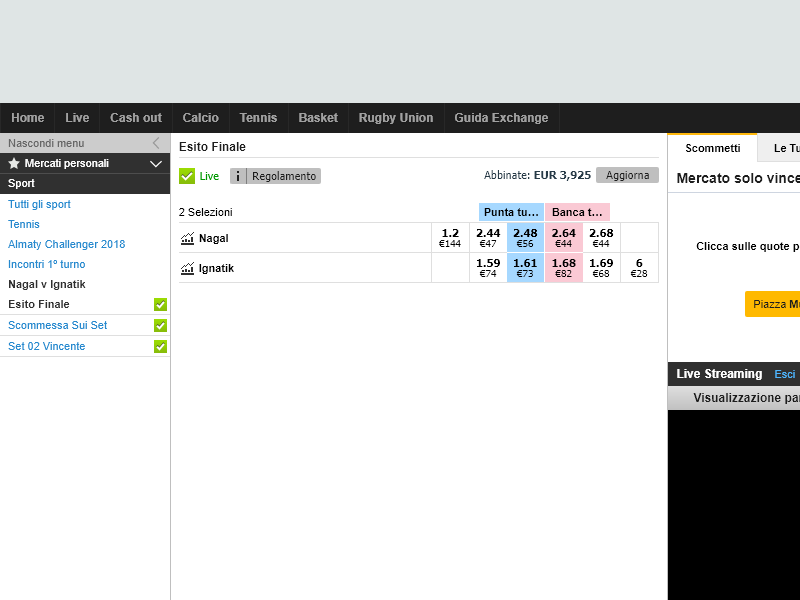 Home Live Cash out Calcio Tennis Basket Rugby Union Guida Exchange
Nascondi menu
Mercati personali
Sport
Tutti gli sport
Tennis
Almaty Challenger 2018
Incontri 1º turno
Nagal v Ignatik
Esito Finale
Scommessa Sui Set
Set 02 Vincente
Esito Finale
Live i Regolamento Abbinate: EUR 3,925 Aggiorna
2 Selezioni Punta tu... Banca t...
Nagal 1.2 2.44 2.48 2.64 2.68
€144 €47 €56 €44 €44
Ignatik 1.59 1.61 1.68 1.69 6
€74 €73 €82 €68 €28
Scommetti Le Tu
Mercato solo vince
Clicca sulle quote p
Piazza Mu
Live Streaming Esci
Visualizzazione pa